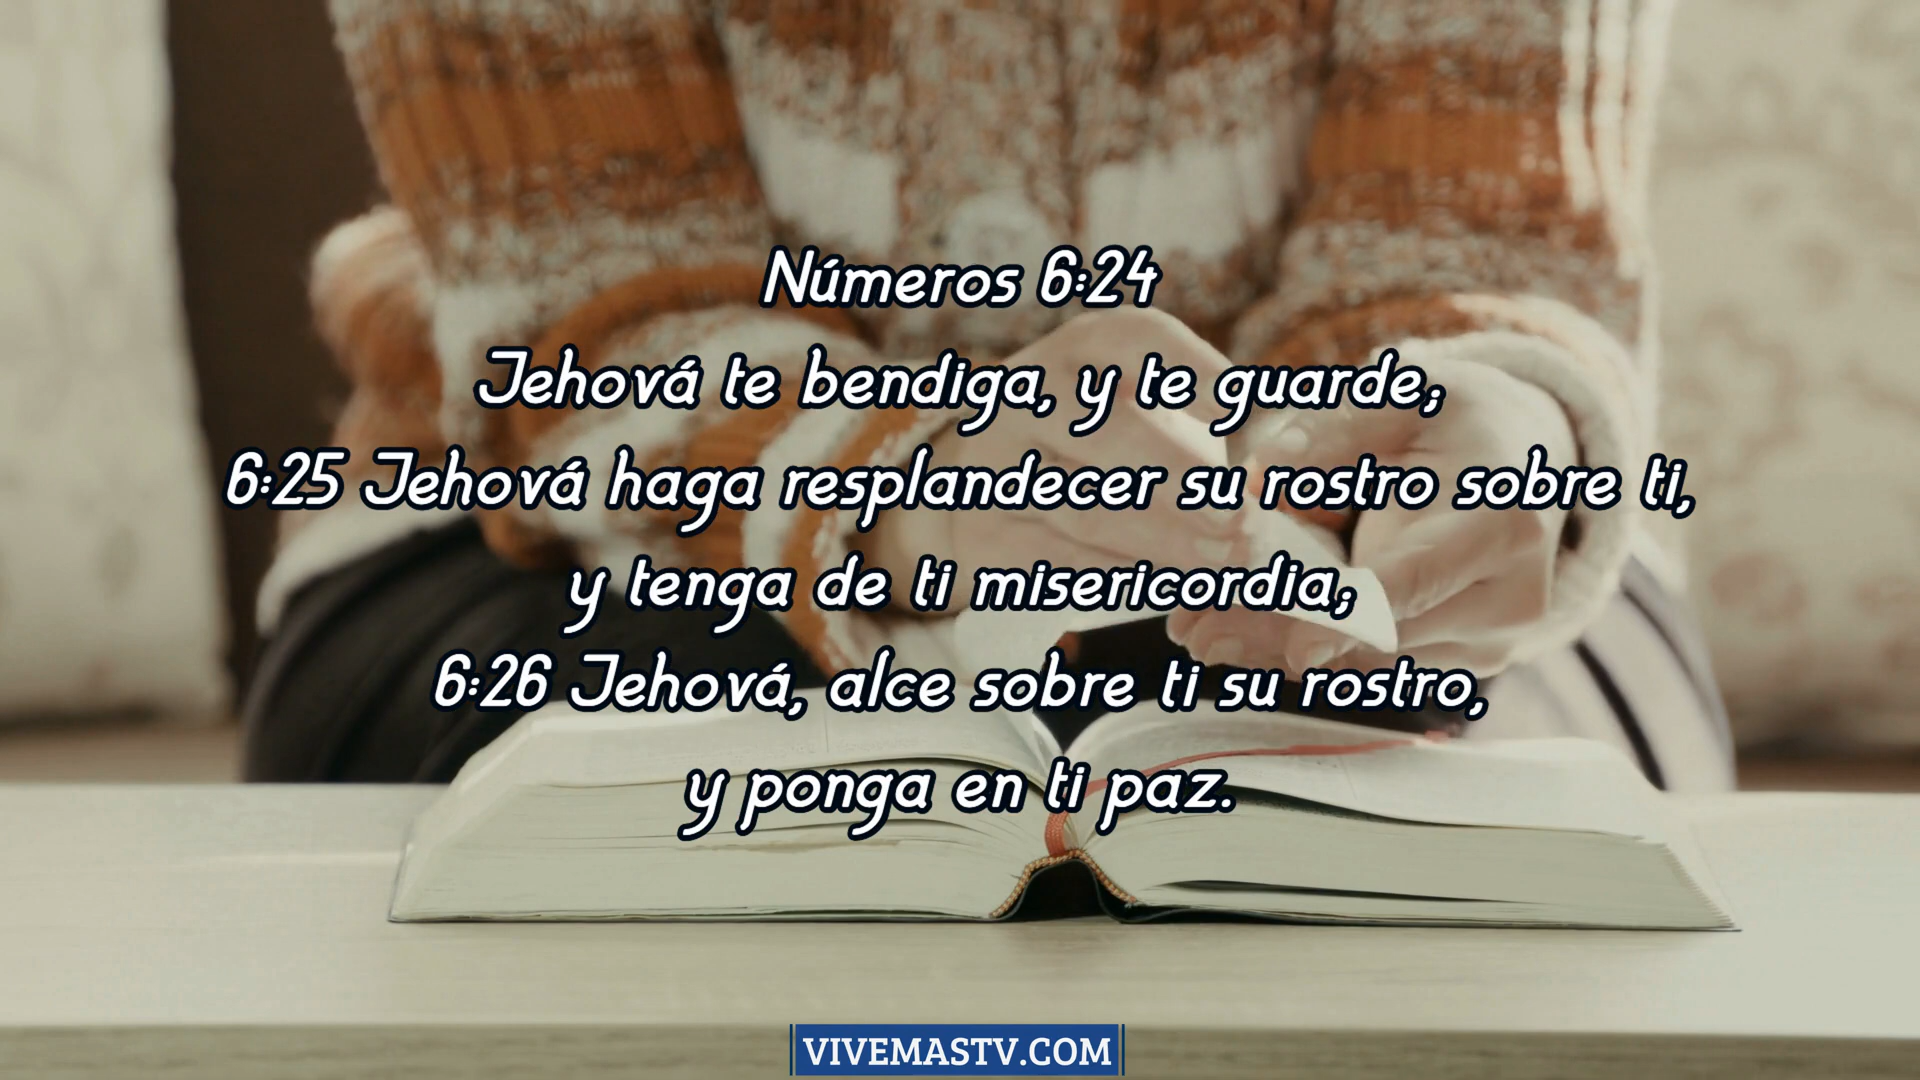 Números 6:24
Jehová te bendiga, y te guarde;
6:25 Jehová haga resplandecer su rostro sobre ti,
y tenga de ti misericordia;
6:26 Jehová, alce sobre ti su rostro,
y ponga en ti paz.
VIVEMASTV.COM